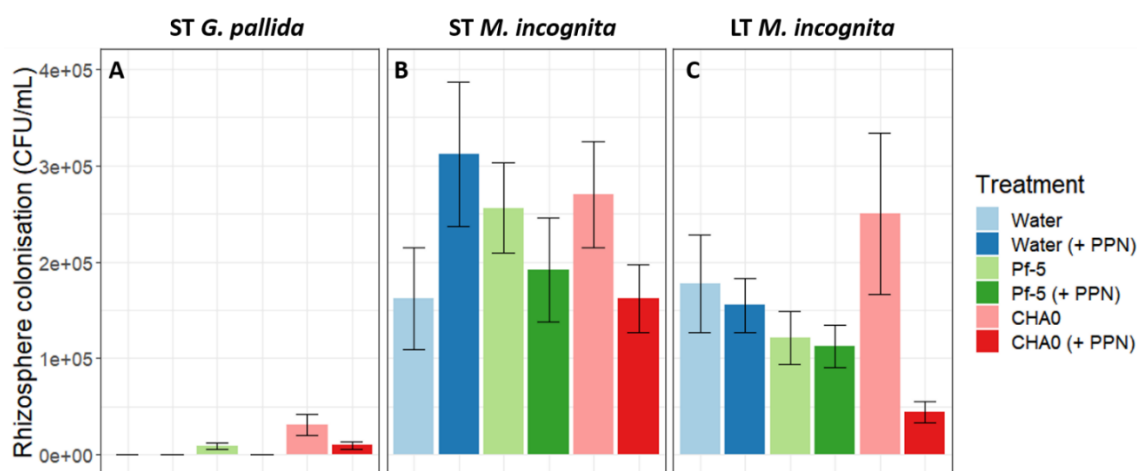 ST G. pallida
ST M. incognita
LT M. incognita
Rhizosphere colonisation (CFU/mL)
4e+05
3e+05
2e+05
1e+05
0e+00
A
B
C
Treatment
Water
Water (+ PPN)
Pf-5
Pf-5 (+ PPN)
CHA0
CHA0 (+ PPN)